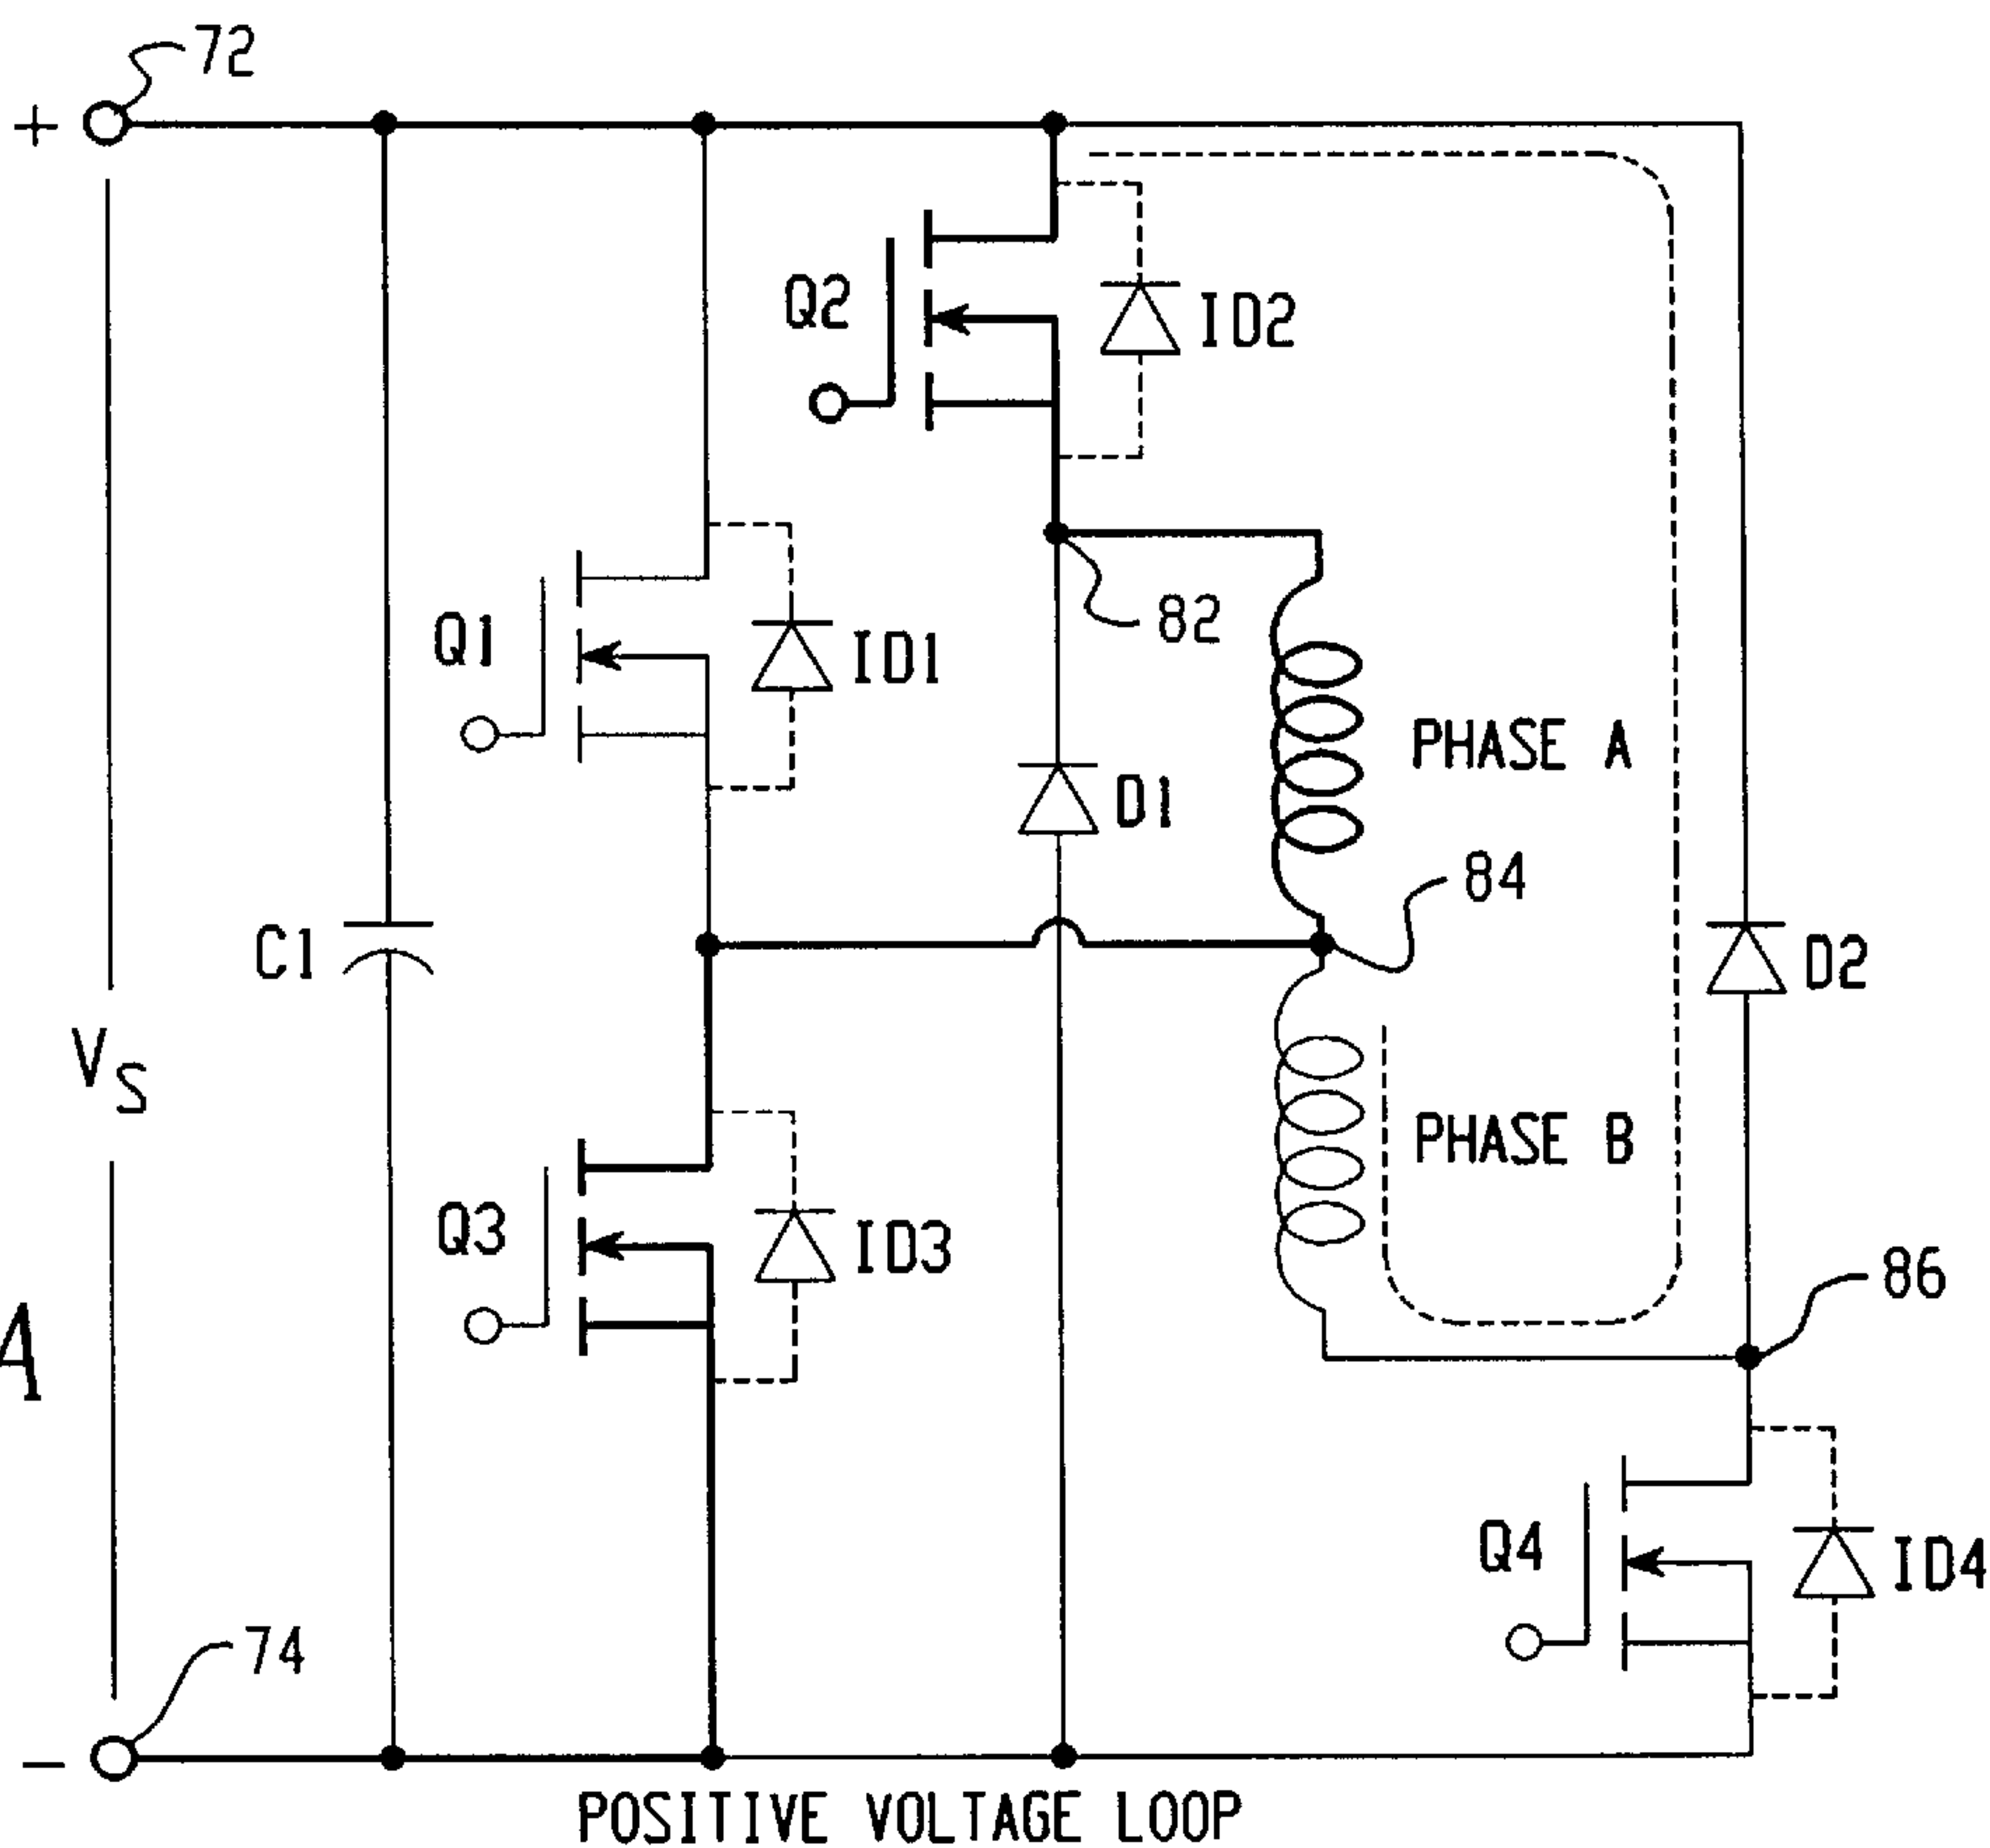 72
+
Q2
ID2
82
Q1
ID1
PHASE A
D1
84
C1
D2
VS
PHASE B
Q3
ID3
86
A
Q4
ID4
74
−
POSITIVE VOLTAGE LOOP